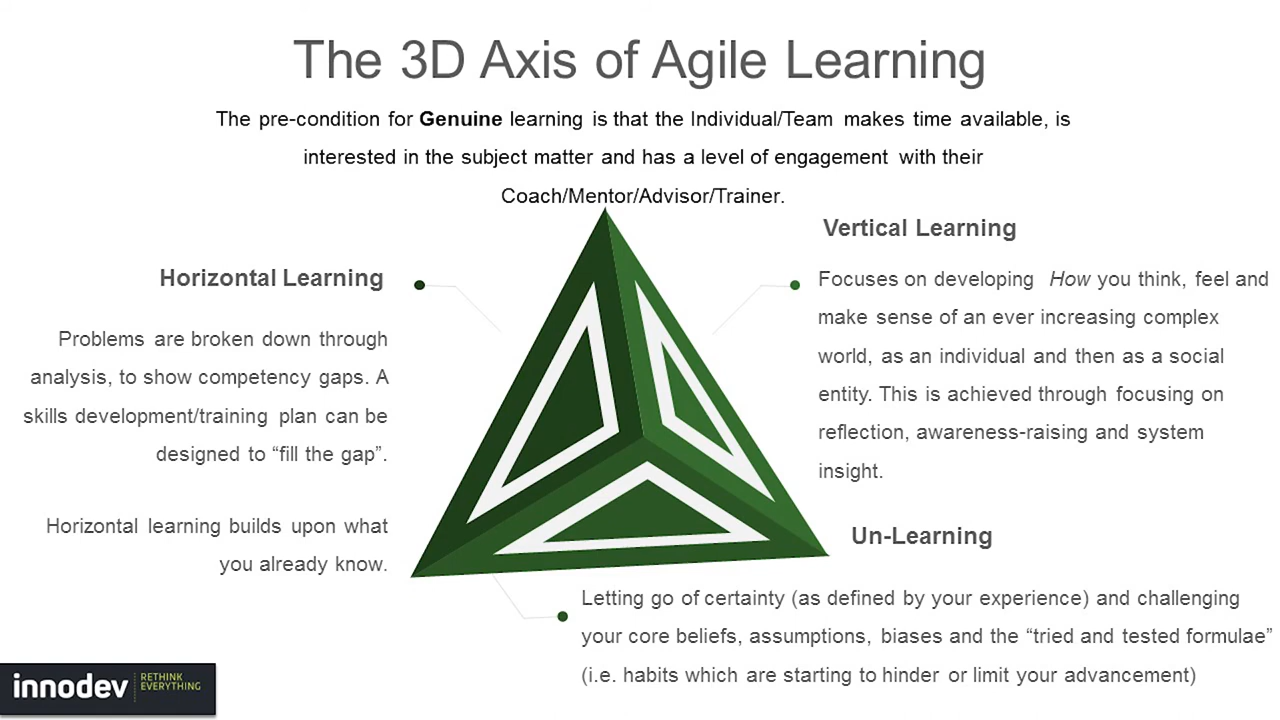 The 3D Axis of Agile Learning
The pre-condition for Genuine learning is that the Individual/Team makes time available, is
interested in the subject matter and has a level of engagement with their
Coach/Mentor/Advisor/Trainer.
Horizontal Learning
Problems are broken down through
analysis, to show competency gaps. A
skills development/training plan can be
designed to “fill the gap”.
Horizontal learning builds upon what
you already know.
Vertical Learning
Focuses on developing How you think, feel and
make sense of an ever increasing complex
world, as an individual and then as a social
entity. This is achieved through focusing on
reflection, awareness-raising and system
insight.
Un-Learning
Letting go of certainty (as defined by your experience) and challenging
your core beliefs, assumptions, biases and the “tried and tested formulae”
(i.e. habits which are starting to hinder or limit your advancement)
innodev
RETHINK
EVERYTHING